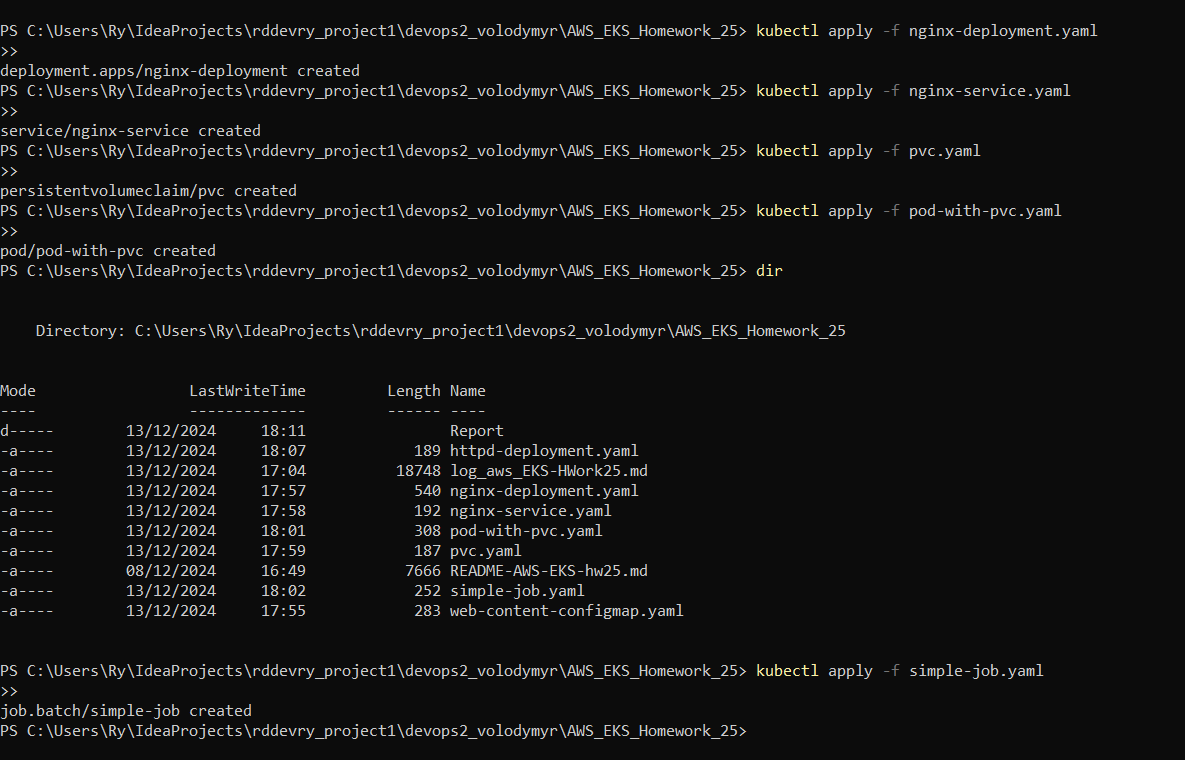 PS C:\Users\Ry\IdeaProjects\rddevry_project1\devops2_volodymyr\AWS_EKS_Homework_25> kubectl apply -f nginx-deployment.yaml
>>
deployment.apps/nginx-deployment created
PS C:\Users\Ry\IdeaProjects\rddevry_project1\devops2_volodymyr\AWS_EKS_Homework_25> kubectl apply -f nginx-service.yaml
>>
service/nginx-service created
PS C:\Users\Ry\IdeaProjects\rddevry_project1\devops2_volodymyr\AWS_EKS_Homework_25> kubectl apply -f pvc.yaml
>>
persistentvolumeclaim/pvc created
PS C:\Users\Ry\IdeaProjects\rddevry_project1\devops2_volodymyr\AWS_EKS_Homework_25> kubectl apply -f pod-with-pvc.yaml
>>
pod/pod-with-pvc created
PS C:\Users\Ry\IdeaProjects\rddevry_project1\devops2_volodymyr\AWS_EKS_Homework_25> dir
    Directory: C:\Users\Ry\IdeaProjects\rddevry_project1\devops2_volodymyr\AWS_EKS_Homework_25
Mode                 LastWriteTime         Length Name
----                 -------------         ------ ----
d-----        13/12/2024     18:11                Report
-a----        13/12/2024     18:07            189 httpd-deployment.yaml
-a----        13/12/2024     17:04          18748 log_aws_EKS-HWork25.md
-a----        13/12/2024     17:57            540 nginx-deployment.yaml
-a----        13/12/2024     17:58            192 nginx-service.yaml
-a----        13/12/2024     18:01            308 pod-with-pvc.yaml
-a----        13/12/2024     17:59            187 pvc.yaml
-a----        08/12/2024     16:49           7666 README-AWS-EKS-hw25.md
-a----        13/12/2024     18:02            252 simple-job.yaml
-a----        13/12/2024     17:55            283 web-content-configmap.yaml
PS C:\Users\Ry\IdeaProjects\rddevry_project1\devops2_volodymyr\AWS_EKS_Homework_25> kubectl apply -f simple-job.yaml
>>
job.batch/simple-job created
PS C:\Users\Ry\IdeaProjects\rddevry_project1\devops2_volodymyr\AWS_EKS_Homework_25>